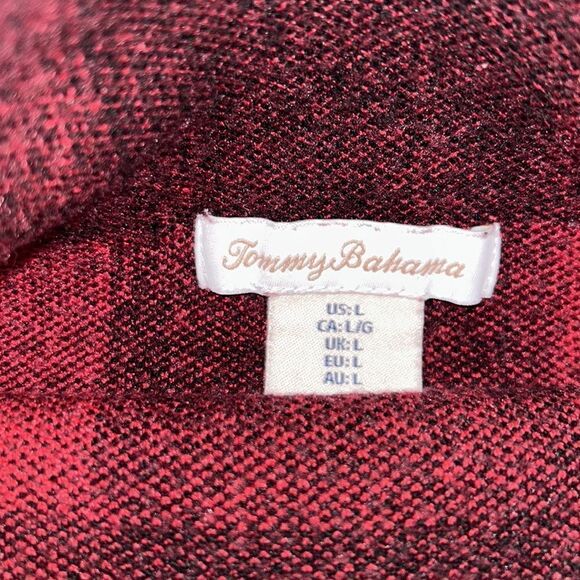 Tommy Bahama
US: L
CA: L/G
UK: L
EU: L
AU: L